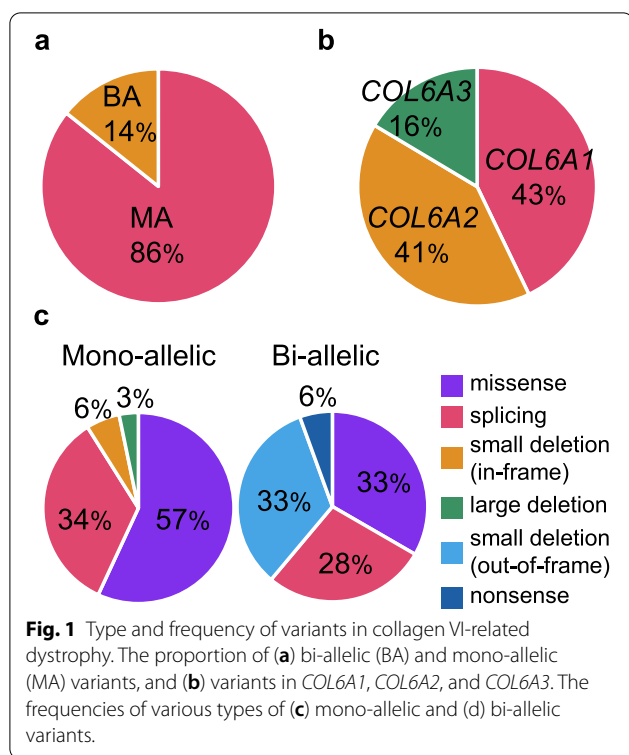 a
BA
14%
MA
86%
b
COL6A3
16%
COL6A1
43%
COL6A2
41%
c
Mono-allelic
6%
3%
34%
57%
Bi-allelic
6%
33%
33%
28%
missense
splicing
small deletion
(in-frame)
large deletion
small deletion
(out-of-frame)
nonsense
Fig. 1 Type and frequency of variants in collagen VI-related
dystrophy. The proportion of (a) bi-allelic (BA) and mono-allelic
(MA) variants, and (b) variants in COL6A1, COL6A2, and COL6A3. The
frequencies of various types of (c) mono-allelic and (d) bi-allelic
variants.